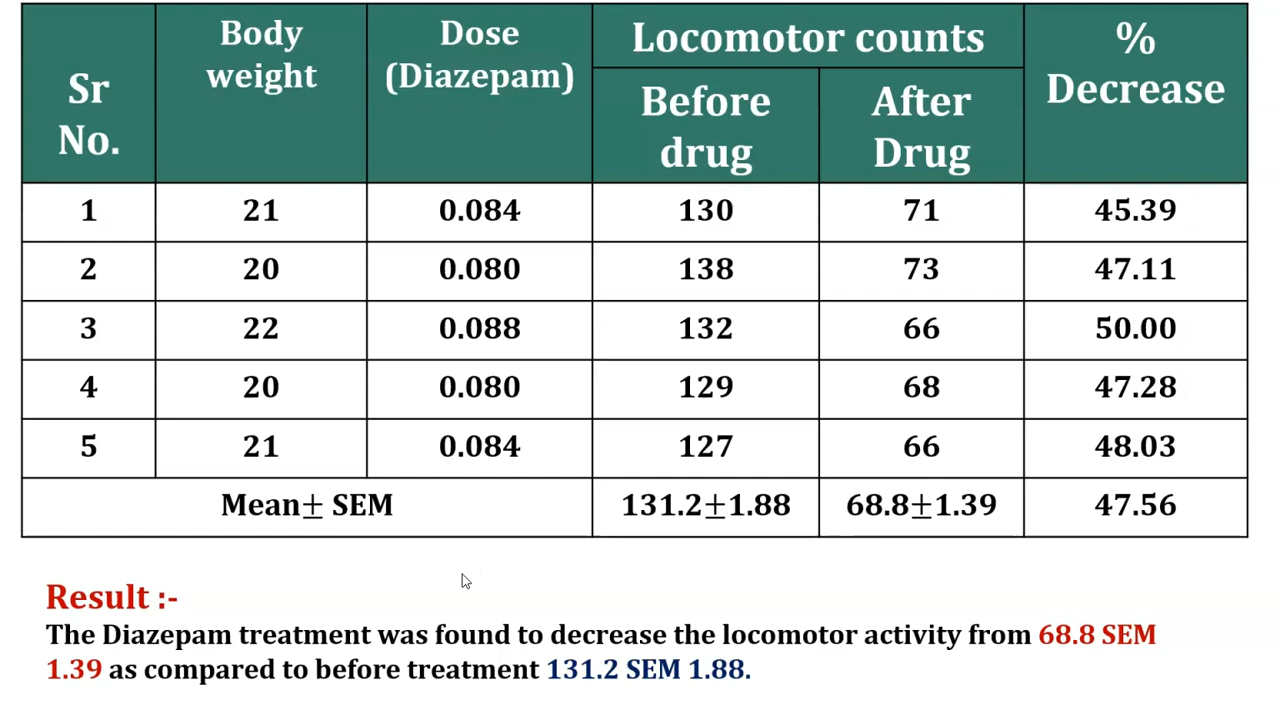 Sr No. Body weight Dose (Diazepam) Locomotor counts % Decrease
Before drug After Drug
1 21 0.084 130 71 45.39
2 20 0.080 138 73 47.11
3 22 0.088 132 66 50.00
4 20 0.080 129 68 47.28
5 21 0.084 127 66 48.03
Mean± SEM 131.2±1.88 68.8±1.39 47.56
Result :-
The Diazepam treatment was found to decrease the locomotor activity from 68.8 SEM
1.39 as compared to before treatment 131.2 SEM 1.88.